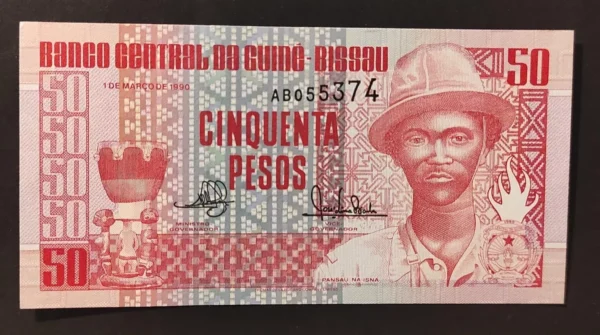 BANCO CENTRAL DA GUINÉ-BISSAU
50
1 DE MARÇO DE 1990
AB055374
50
50
50
50
50
CINQUENTA
PESOS
MINISTRO
GOVERNADOR
VICE
GOVERNADOR
PANSAU NA ISNA
50